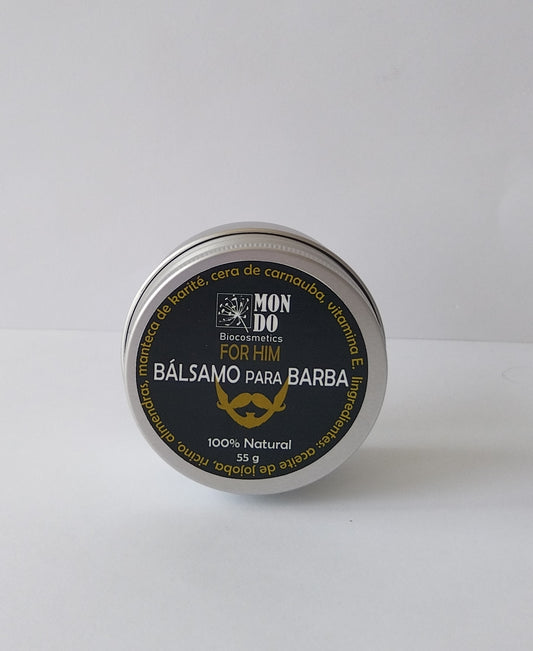 MON
DO
Biocosmetics
FOR HIM
BÁLSAMO PARA BARBA
100% Natural
55 g
Iingredientes: aceite de jojoba, ricino, almendras, manteca de karité, cera de carnauba, vitamina E.